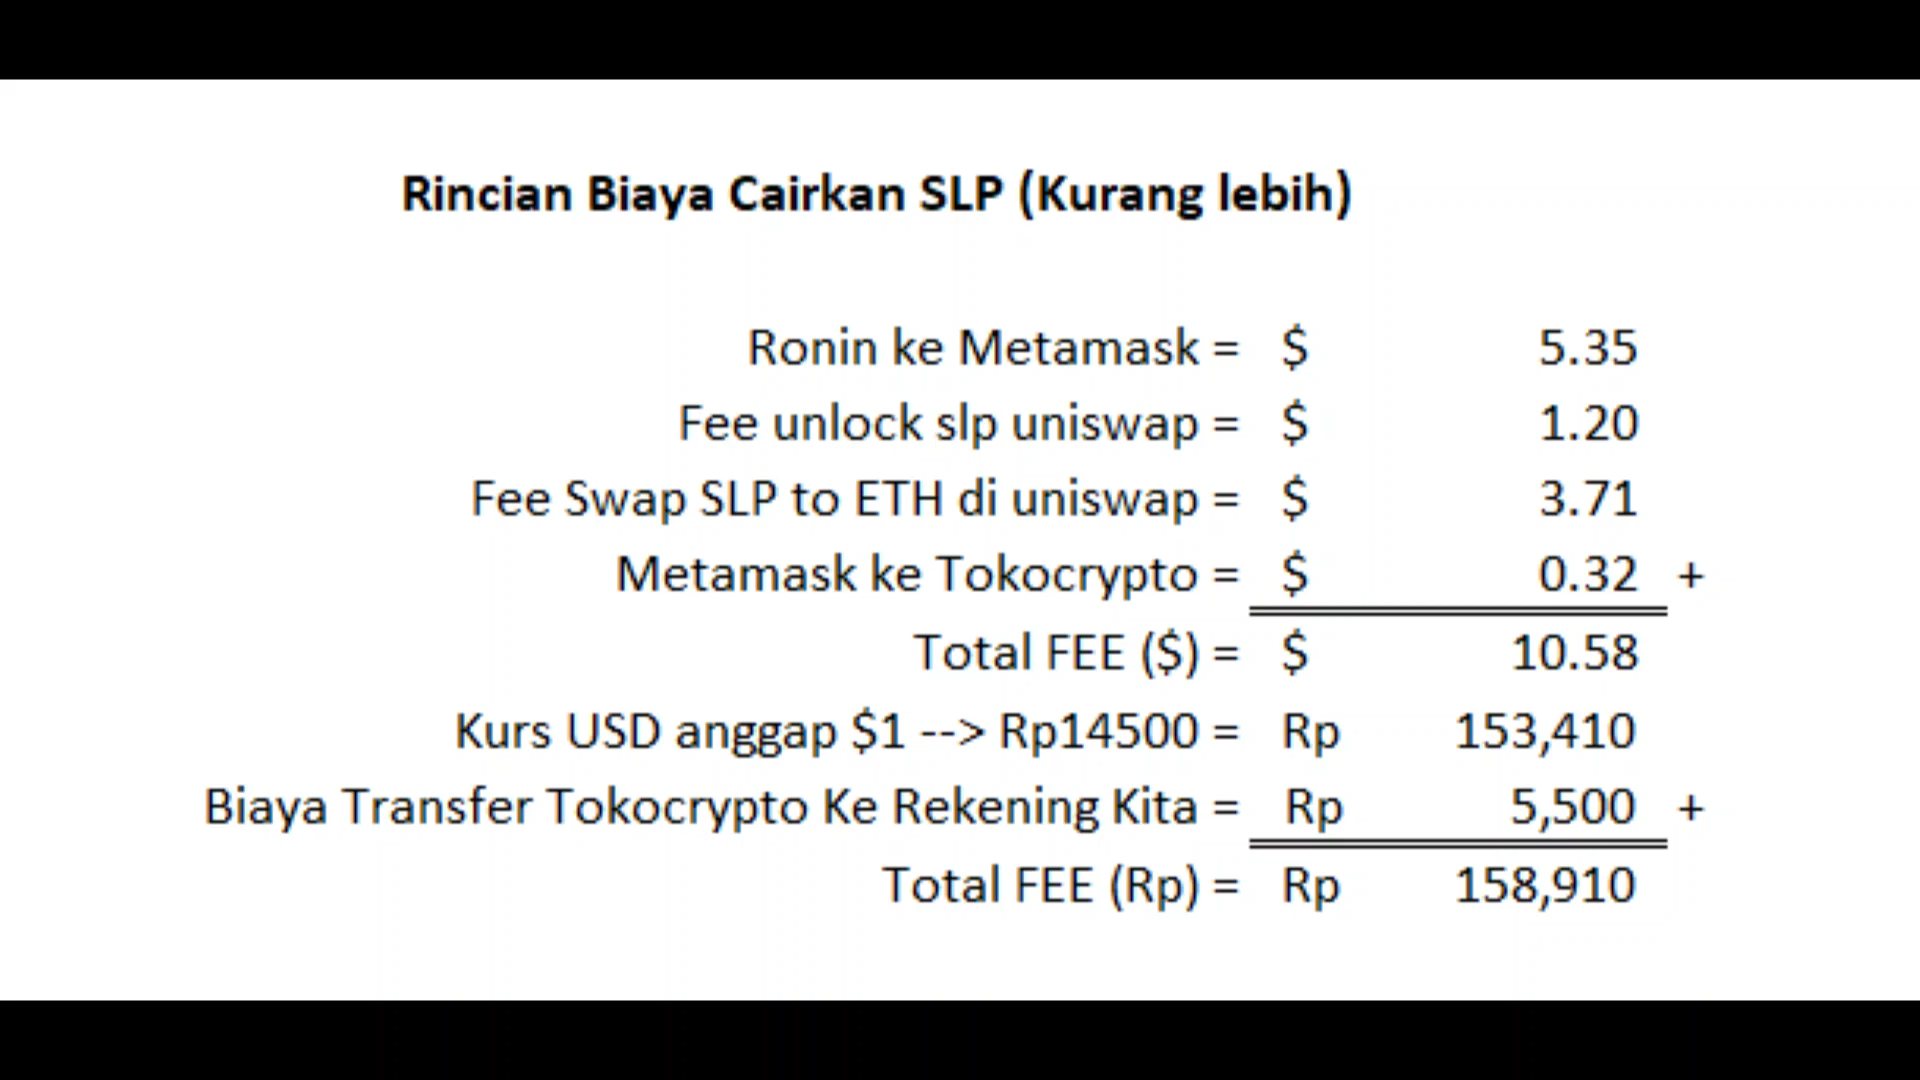 Rincian Biaya Cairkan SLP (Kurang lebih)
Ronin ke Metamask = $ 5.35
Fee unlock slp uniswap = $ 1.20
Fee Swap SLP to ETH di uniswap = $ 3.71
Metamask ke Tokocrypto = $ 0.32 +
Total FEE ($) = $ 10.58
Kurs USD anggap $1 --> Rp14500 = Rp 153,410
Biaya Transfer Tokocrypto Ke Rekening Kita = Rp 5,500 +
Total FEE (Rp) = Rp 158,910